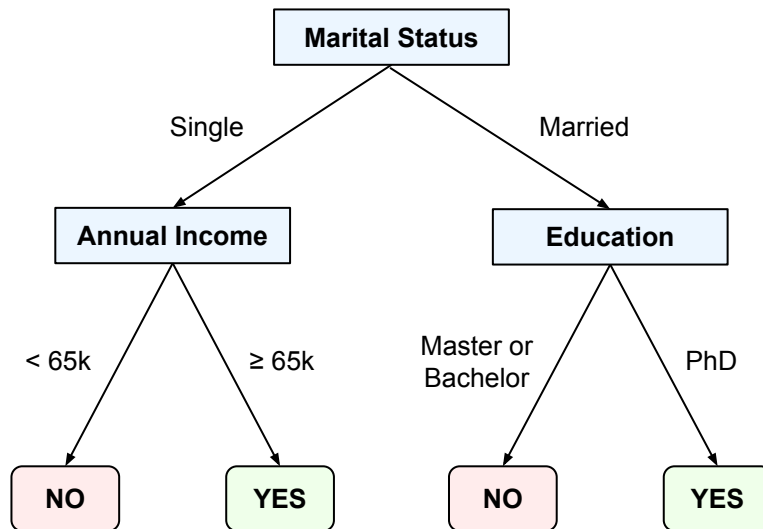 Marital Status
Single
Married
Annual Income
Education
< 65k
≥ 65k
Master or
Bachelor
PhD
NO
YES
NO
YES